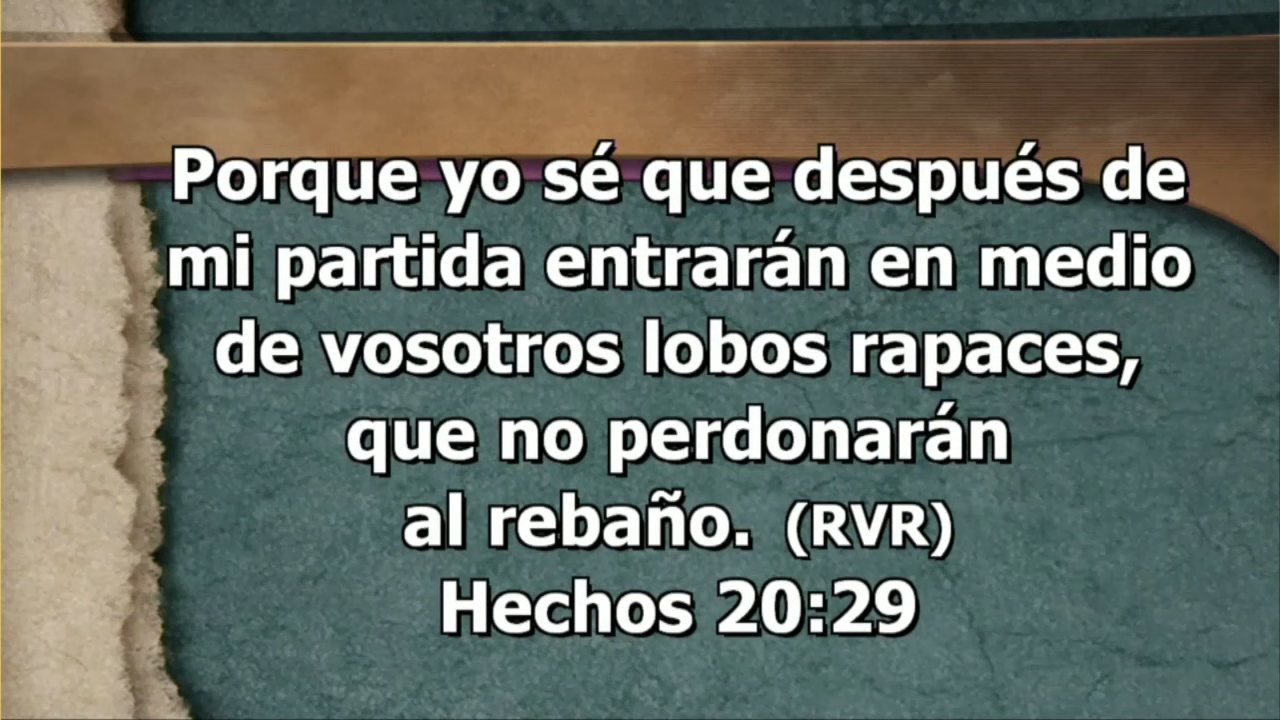 Porque yo sé que después de
mi partida entrarán en medio
de vosotros lobos rapaces,
que no perdonarán
al rebaño. (RVR)
Hechos 20:29